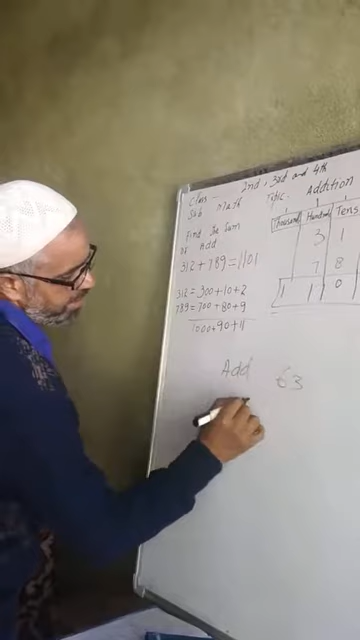 Class- 2nd, 3rd and 4th
Sub math
Topic:- Addition
Find the Sum
or Add
312 + 789 = 1101
312 = 300+10+2
789 = 700+80+9
1000+90+11
Thousand Hundred Tens
3 1
7 8
1 1 0
Add 63